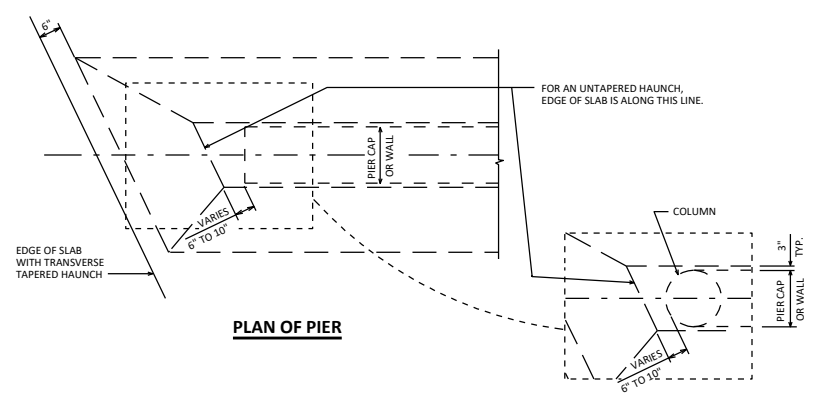 6"
FOR AN UNTAPERED HAUNCH,
EDGE OF SLAB IS ALONG THIS LINE.
PIER CAP
OR WALL
VARIES
6" TO 10"
EDGE OF SLAB
WITH TRANSVERSE
TAPERED HAUNCH
PLAN OF PIER
COLUMN
3"
TYP.
PIER CAP
OR WALL
VARIES
6" TO 10"